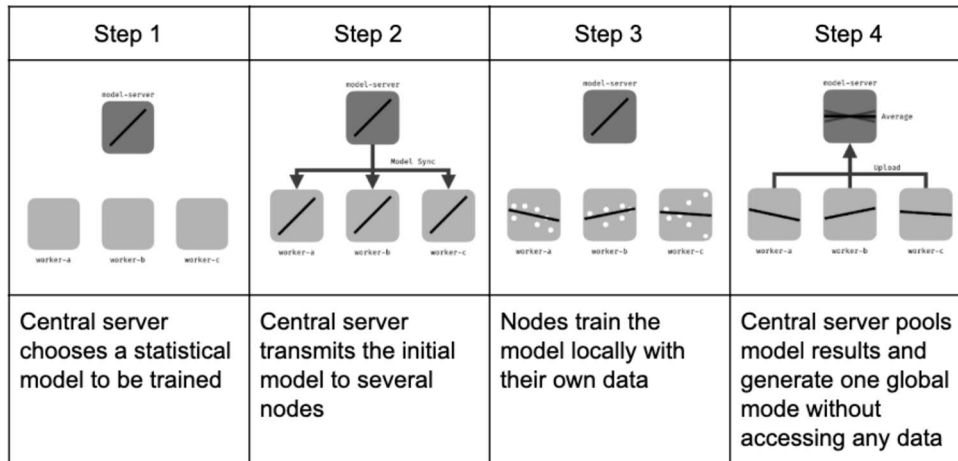 Step 1
Step 2
Step 3
Step 4
model-server
worker-a
worker-b
worker-c
model-server
Model Sync
worker-a
worker-b
worker-c
model-server
worker-a
worker-b
worker-c
model-server
Average
Upload
worker-a
worker-b
worker-c
Central server
chooses a statistical
model to be trained
Central server
transmits the initial
model to several
nodes
Nodes train the
model locally with
their own data
Central server pools
model results and
generate one global
mode without
accessing any data